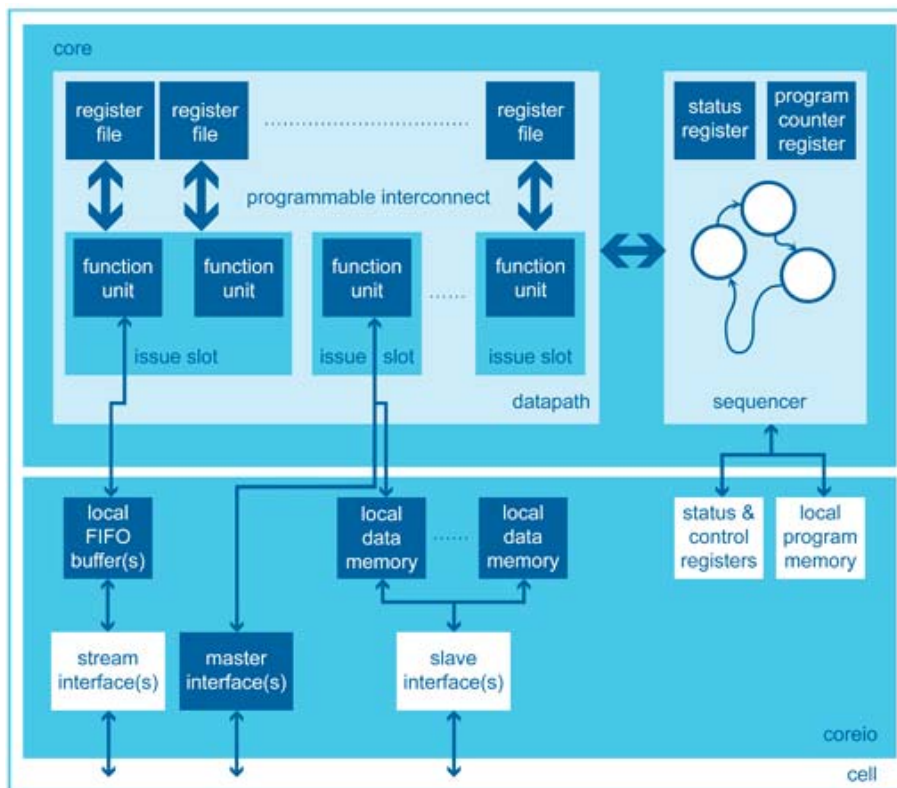 core
register
file
register
file
register
file
status
register
program
counter
register
programmable interconnect
function
unit
function
unit
function
unit
function
unit
issue slot
issue slot
issue slot
datapath
sequencer
local
FIFO
buffer(s)
local
data
memory
local
data
memory
status &
control
registers
local
program
memory
stream
interface(s)
master
interface(s)
slave
interface(s)
coreio
cell